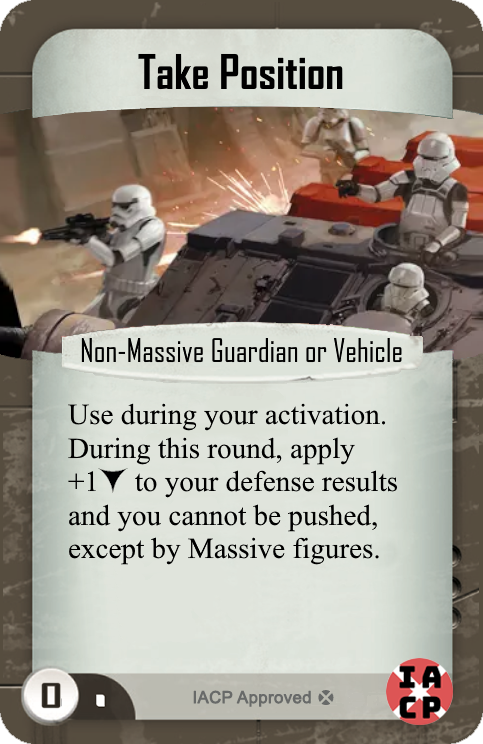 Take Position
Non-Massive Guardian or Vehicle
Use during your activation.
During this round, apply
+1 to your defense results
and you cannot be pushed,
except by Massive figures.
0
IACP Approved
IA
CP